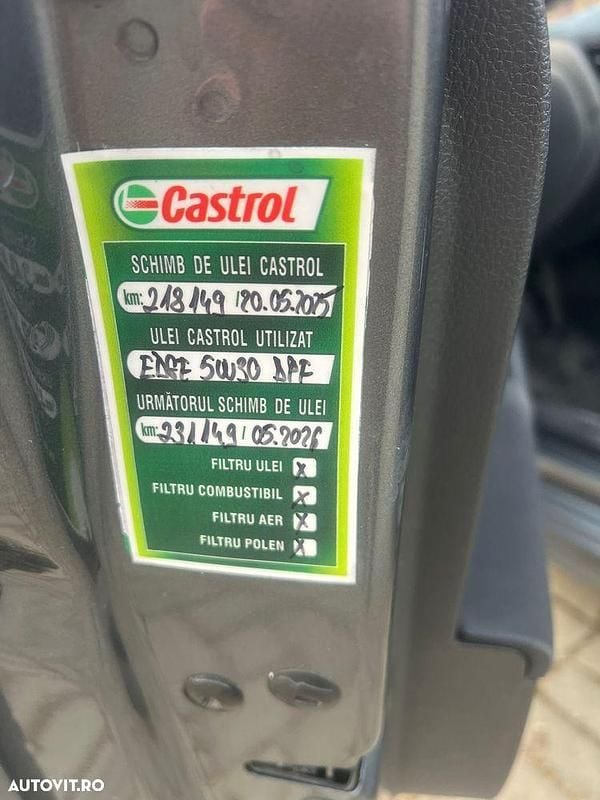 Castrol
SCHIMB DE ULEI CASTROL
km: 218149 120.05.2025
ULEI CASTROL UTILIZAT
EDGE 5W30 DPF
URMĂTORUL SCHIMB DE ULEI
km: 231149 / 05.2026
FILTRU ULEI X
FILTRU COMBUSTIBIL X
FILTRU AER X
FILTRU POLEN X
AUTOVIT.RO